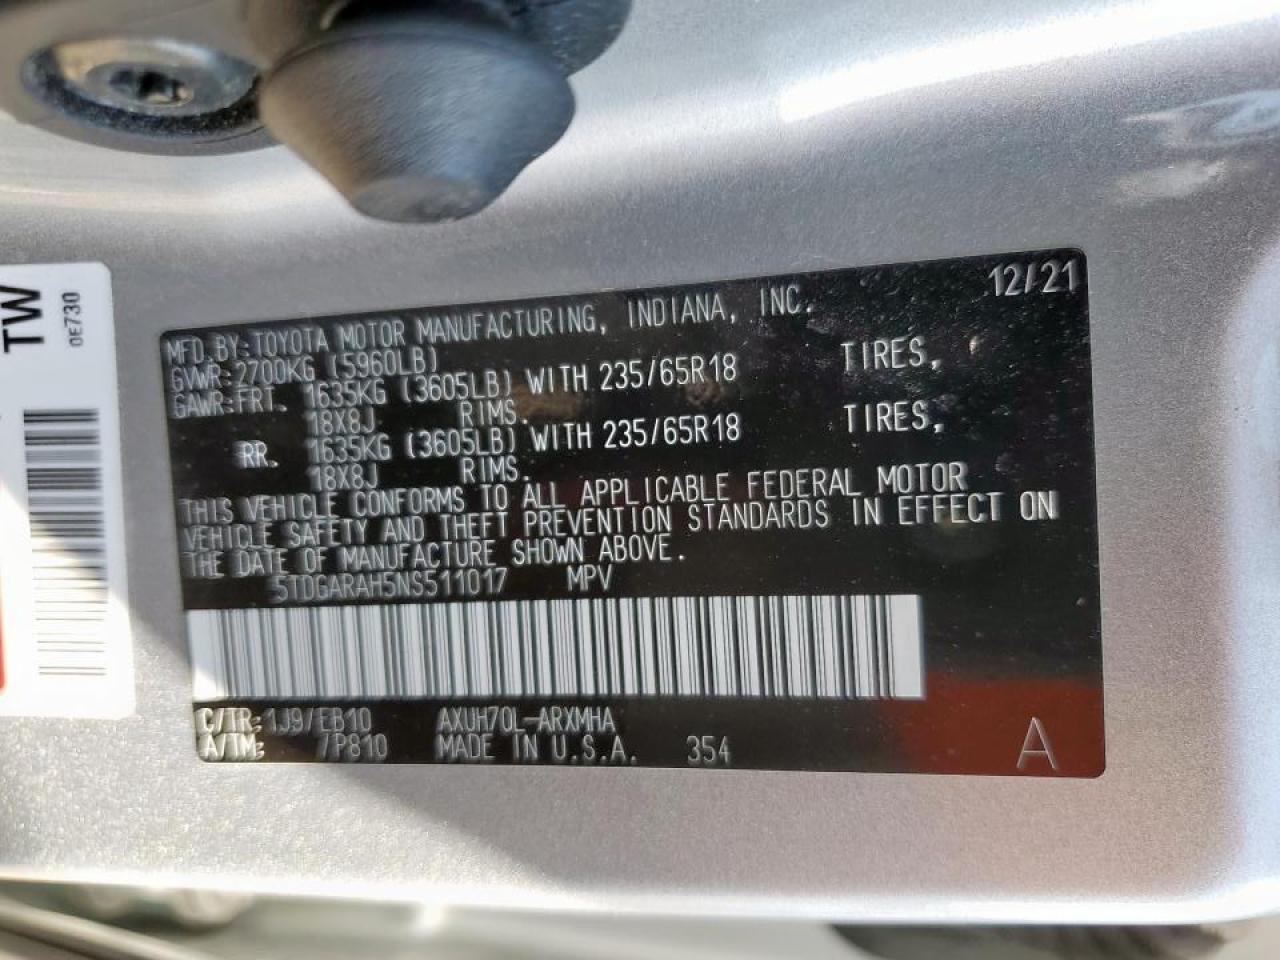 TW
0E730
12/21
MFD.BY:TOYOTA MOTOR MANUFACTURING, INDIANA, INC.
GVWR:2700KG (5960LB)
GAWR:FRT. 1635KG (3605LB) WITH 235/65R18 TIRES,
18X8J RIMS.
RR. 1635KG (3605LB) WITH 235/65R18 TIRES,
18X8J RIMS.
THIS VEHICLE CONFORMS TO ALL APPLICABLE FEDERAL MOTOR
VEHICLE SAFETY AND THEFT PREVENTION STANDARDS IN EFFECT ON
THE DATE OF MANUFACTURE SHOWN ABOVE.
5TDGARAH5NS511017 MPV
C/TR:1J9/EB10 AXUH70L-ARXMHA
A/TM: /P810 MADE IN U.S.A. 354 A